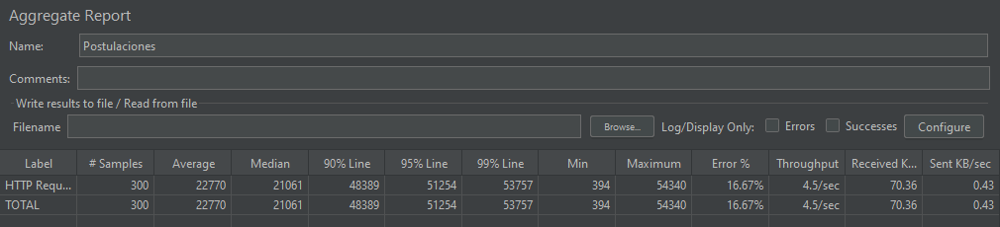 Aggregate Report
Name: Postulaciones
Comments:
Write results to file / Read from file
Filename Browse... Log/Display Only: Errors Successes Configure
Label # Samples Average Median 90% Line 95% Line 99% Line Min Maximum Error % Throughput Received K... Sent KB/sec
HTTP Requ... 300 22770 21061 48389 51254 53757 394 54340 16.67% 4.5/sec 70.36 0.43
TOTAL 300 22770 21061 48389 51254 53757 394 54340 16.67% 4.5/sec 70.36 0.43